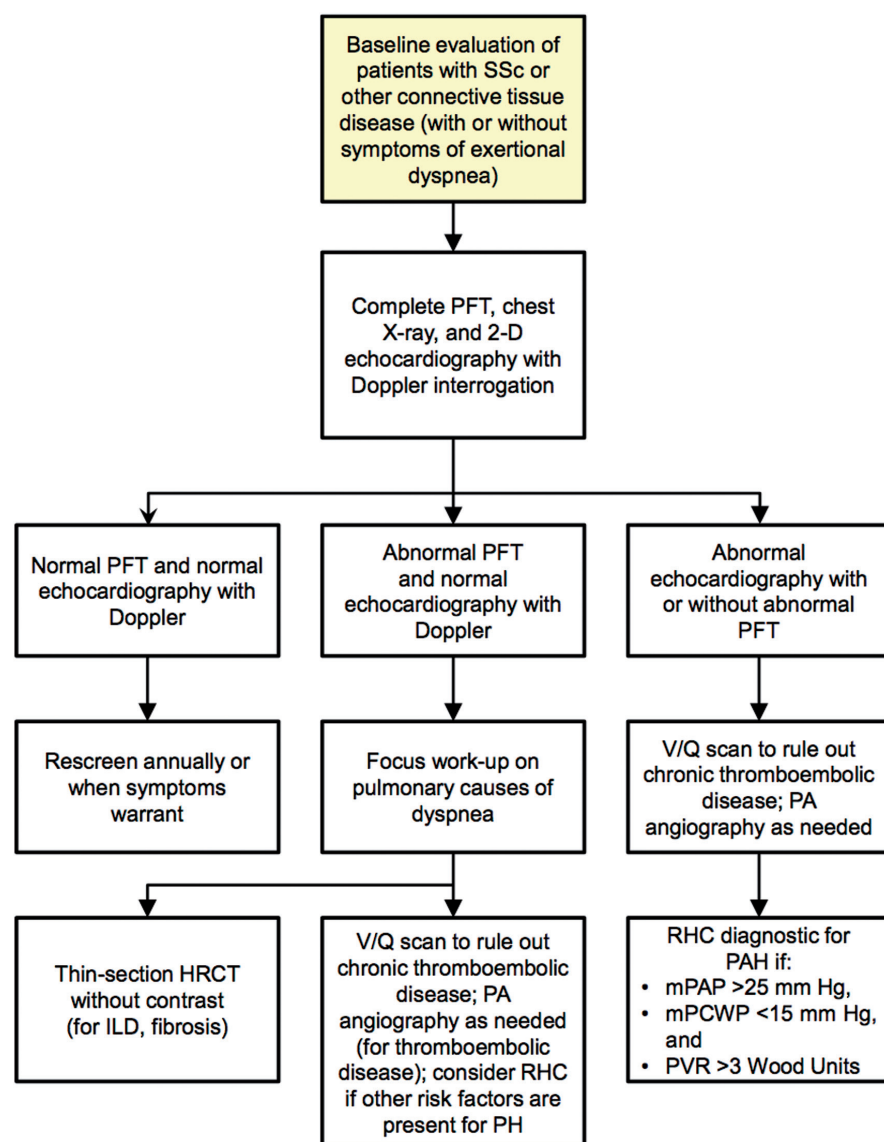 Baseline evaluation of
patients with SSc or
other connective tissue
disease (with or without
symptoms of exertional
dyspnea)
Complete PFT, chest
X-ray, and 2-D
echocardiography with
Doppler interrogation
Normal PFT and normal
echocardiography with
Doppler
Abnormal PFT
and normal
echocardiography with
Doppler
Abnormal
echocardiography with
or without abnormal
PFT
Rescreen annually or
when symptoms
warrant
Focus work-up on
pulmonary causes of
dyspnea
V/Q scan to rule out
chronic thromboembolic
disease; PA
angiography as needed
Thin-section HRCT
without contrast
(for ILD, fibrosis)
V/Q scan to rule out
chronic thromboembolic
disease; PA
angiography as needed
(for thromboembolic
disease); consider RHC
if other risk factors are
present for PH
RHC diagnostic for
PAH if:
• mPAP >25 mm Hg,
• mPCWP <15 mm Hg,
and
• PVR >3 Wood Units